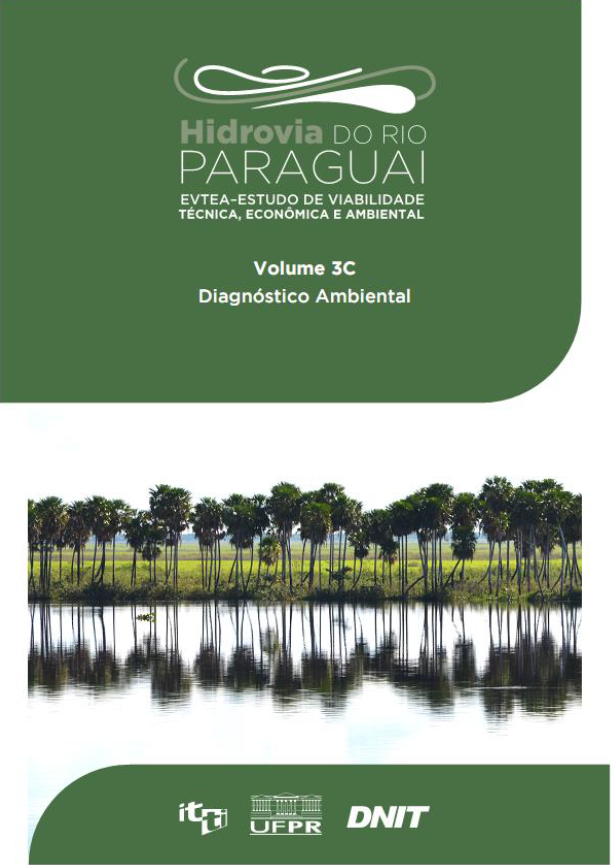 Hidrovia DO RIO
PARAGUAI
EVTEA–ESTUDO DE VIABILIDADE
TÉCNICA, ECONÔMICA E AMBIENTAL
Volume 3C
Diagnóstico Ambiental
itti UFPR DNIT